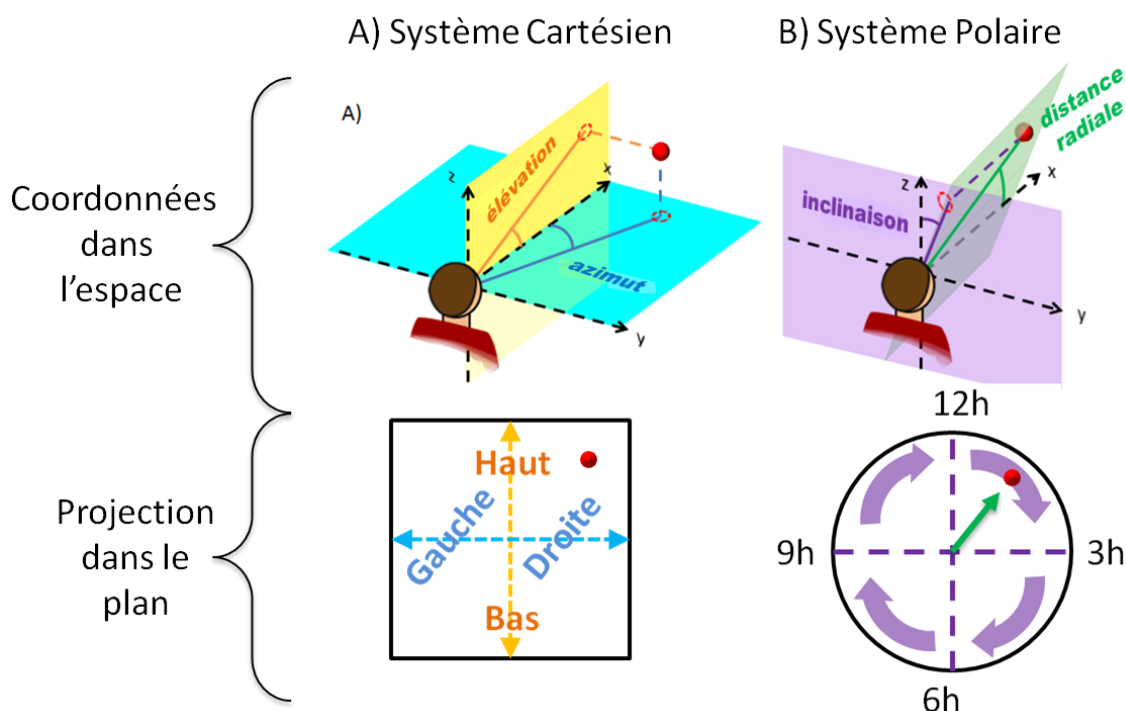 A) Système Cartésien
B) Système Polaire
Coordonnées
dans
l’espace
A)
z
élévation
x
azimut
y
distance
radiale
z
x
inclinaison
y
Projection
dans le
plan
Haut
Gauche
Droite
Bas
12h
9h
3h
6h